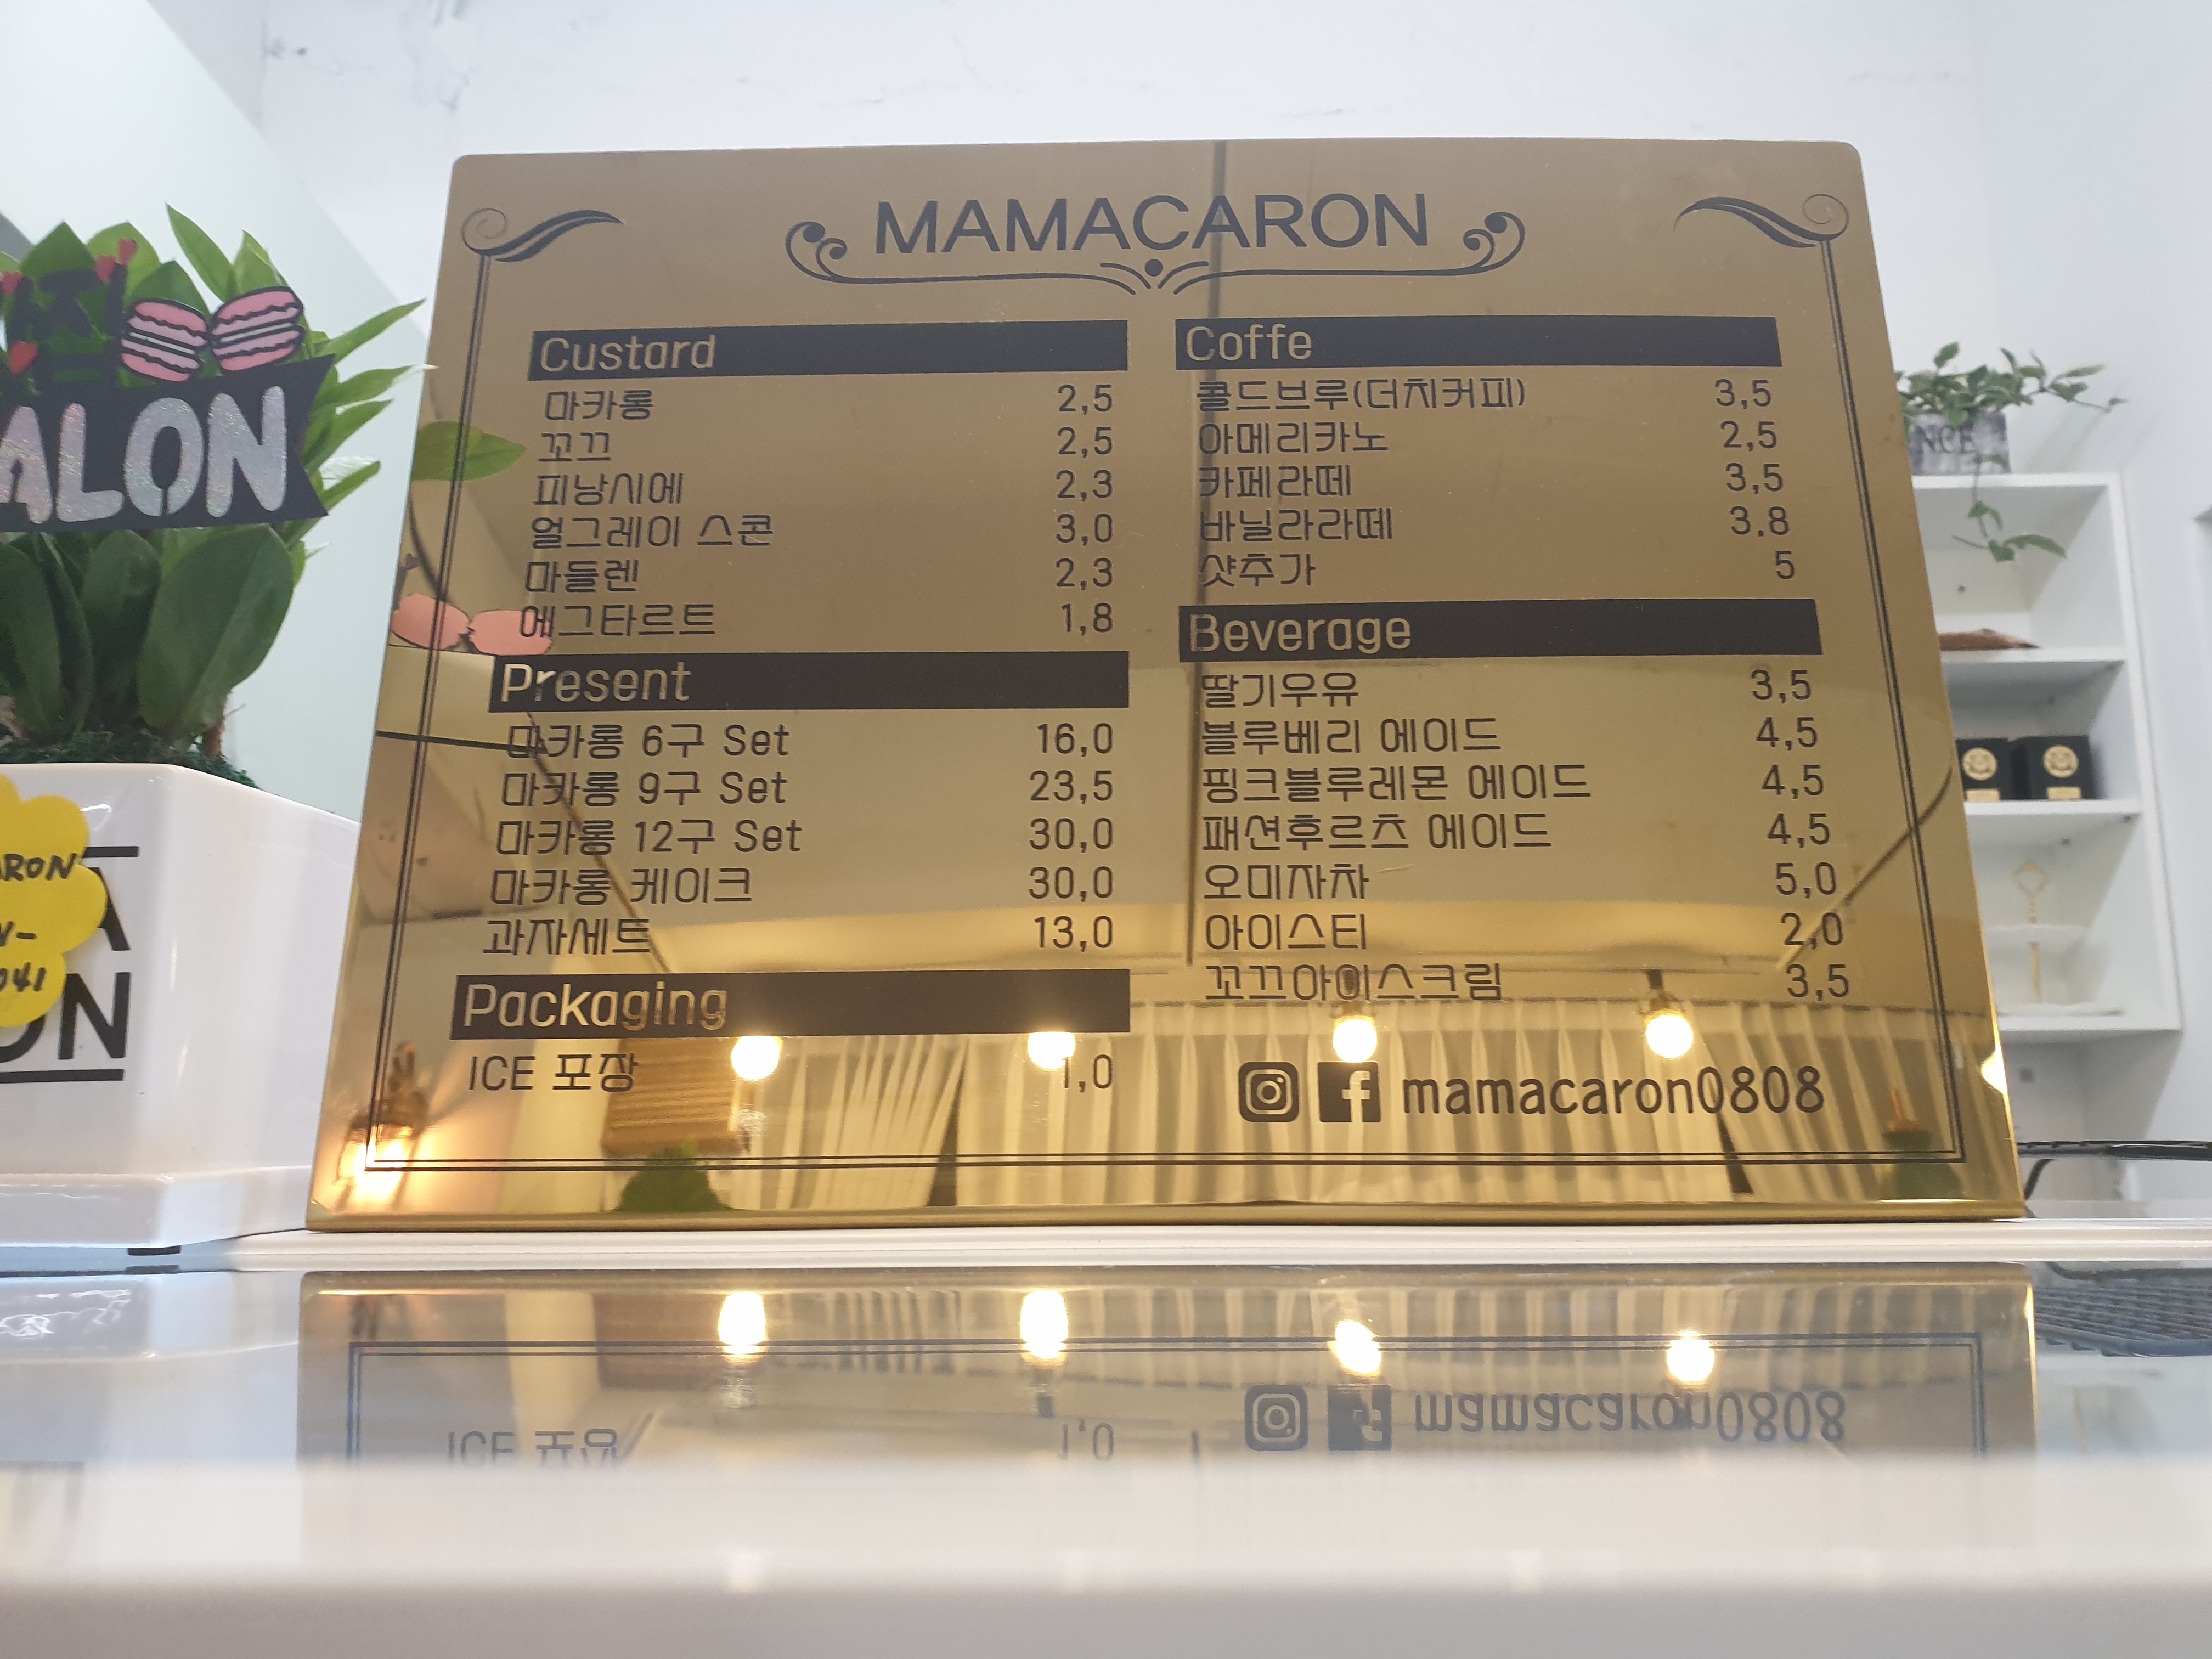 MAMACARON
Custard
마카롱 2,5
꼬끄 2,5
피낭시에 2,3
얼그레이 스콘 3,0
마들렌 2,3
에그타르트 1,8
Present
마카롱 6구 Set 16,0
마카롱 9구 Set 23,5
마카롱 12구 Set 30,0
마카롱 케이크 30,0
과자세트 13,0
Packaging
ICE 포장 1,0
Coffe
콜드브루(더치커피) 3,5
아메리카노 2,5
카페라떼 3,5
바닐라라떼 3.8
샷추가 5
Beverage
딸기우유 3,5
블루베리 에이드 4,5
핑크블루레몬 에이드 4,5
패션후르츠 에이드 4,5
오미자차 5,0
아이스티 2,0
꼬끄아이스크림 3,5
mamacaron0808
ALON
ARON
041
ON